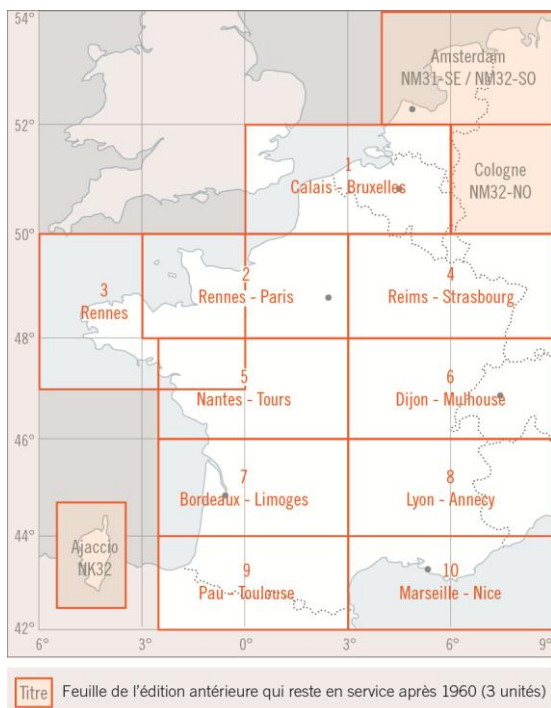 54°
Amsterdam
NM31-SE / NM32-SO
52°
1
Calais - Bruxelles
Cologne
NM32-NO
50°
3
Rennes
2
Rennes - Paris
4
Reims - Strasbourg
48°
5
Nantes - Tours
6
Dijon - Mulhouse
46°
7
Bordeaux - Limoges
8
Lyon - Annecy
44°
Ajaccio
NK32
9
Pau - Toulouse
10
Marseille - Nice
42°
6° 3° 0° 3° 6° 9°
Titre Feuille de l'édition antérieure qui reste en service après 1960 (3 unités)